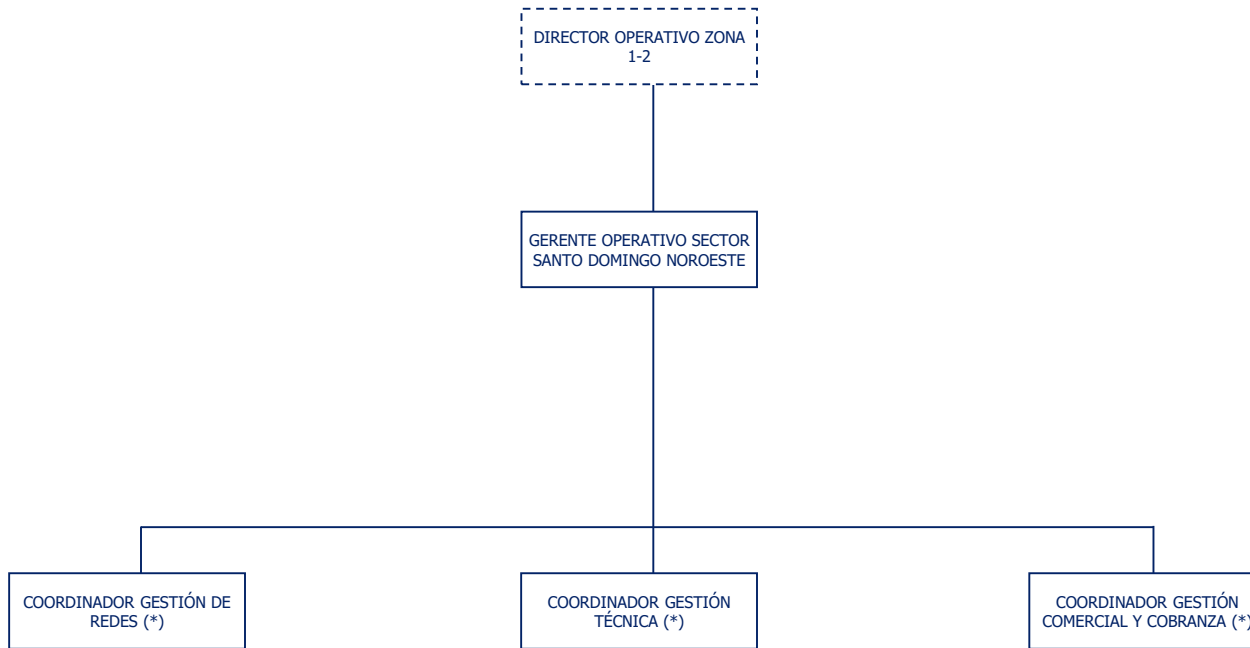 DIRECTOR OPERATIVO ZONA
1-2
GERENTE OPERATIVO SECTOR
SANTO DOMINGO NOROESTE
COORDINADOR GESTIÓN DE
REDES (*)
COORDINADOR GESTIÓN
TÉCNICA (*)
COORDINADOR GESTIÓN
COMERCIAL Y COBRANZA (*)